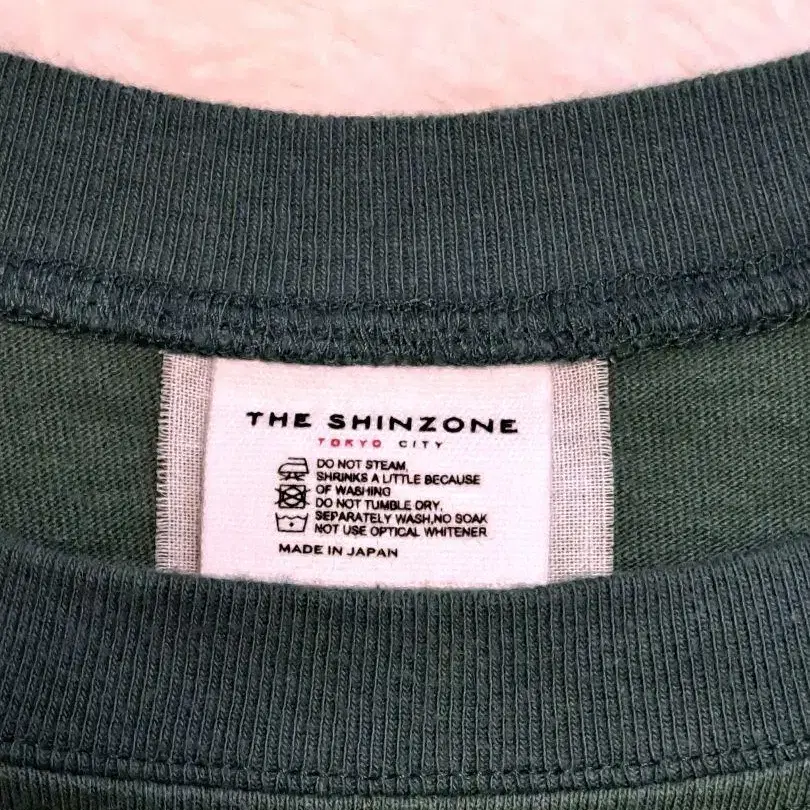 THE SHINZONE
TOKYO CITY
DO NOT STEAM,
SHRINKS A LITTLE BECAUSE
OF WASHING
DO NOT TUMBLE DRY,
SEPARATELY WASH,NO SOAK
NOT USE OPTICAL WHITENER
MADE IN JAPAN